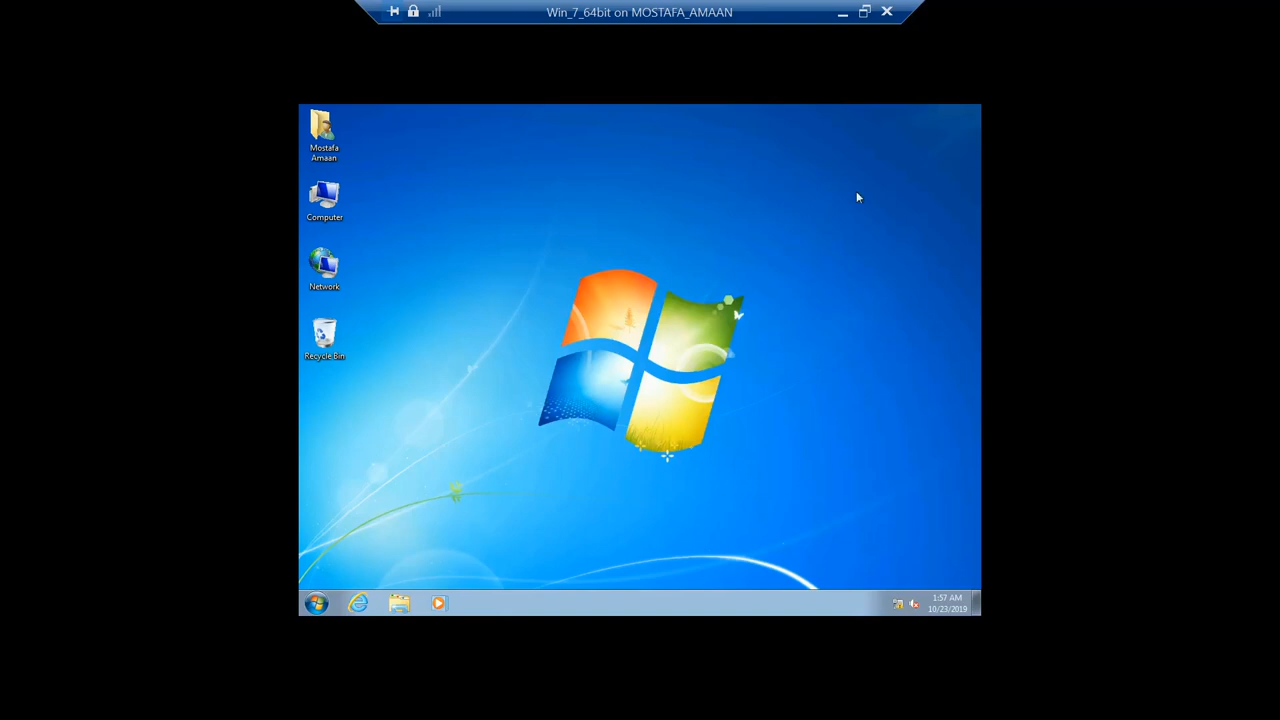 Win_7_64bit on MOSTAFA_AMAAN
Mostafa
Amaan
Computer
Network
Recycle Bin
1:57 AM
10/23/2019